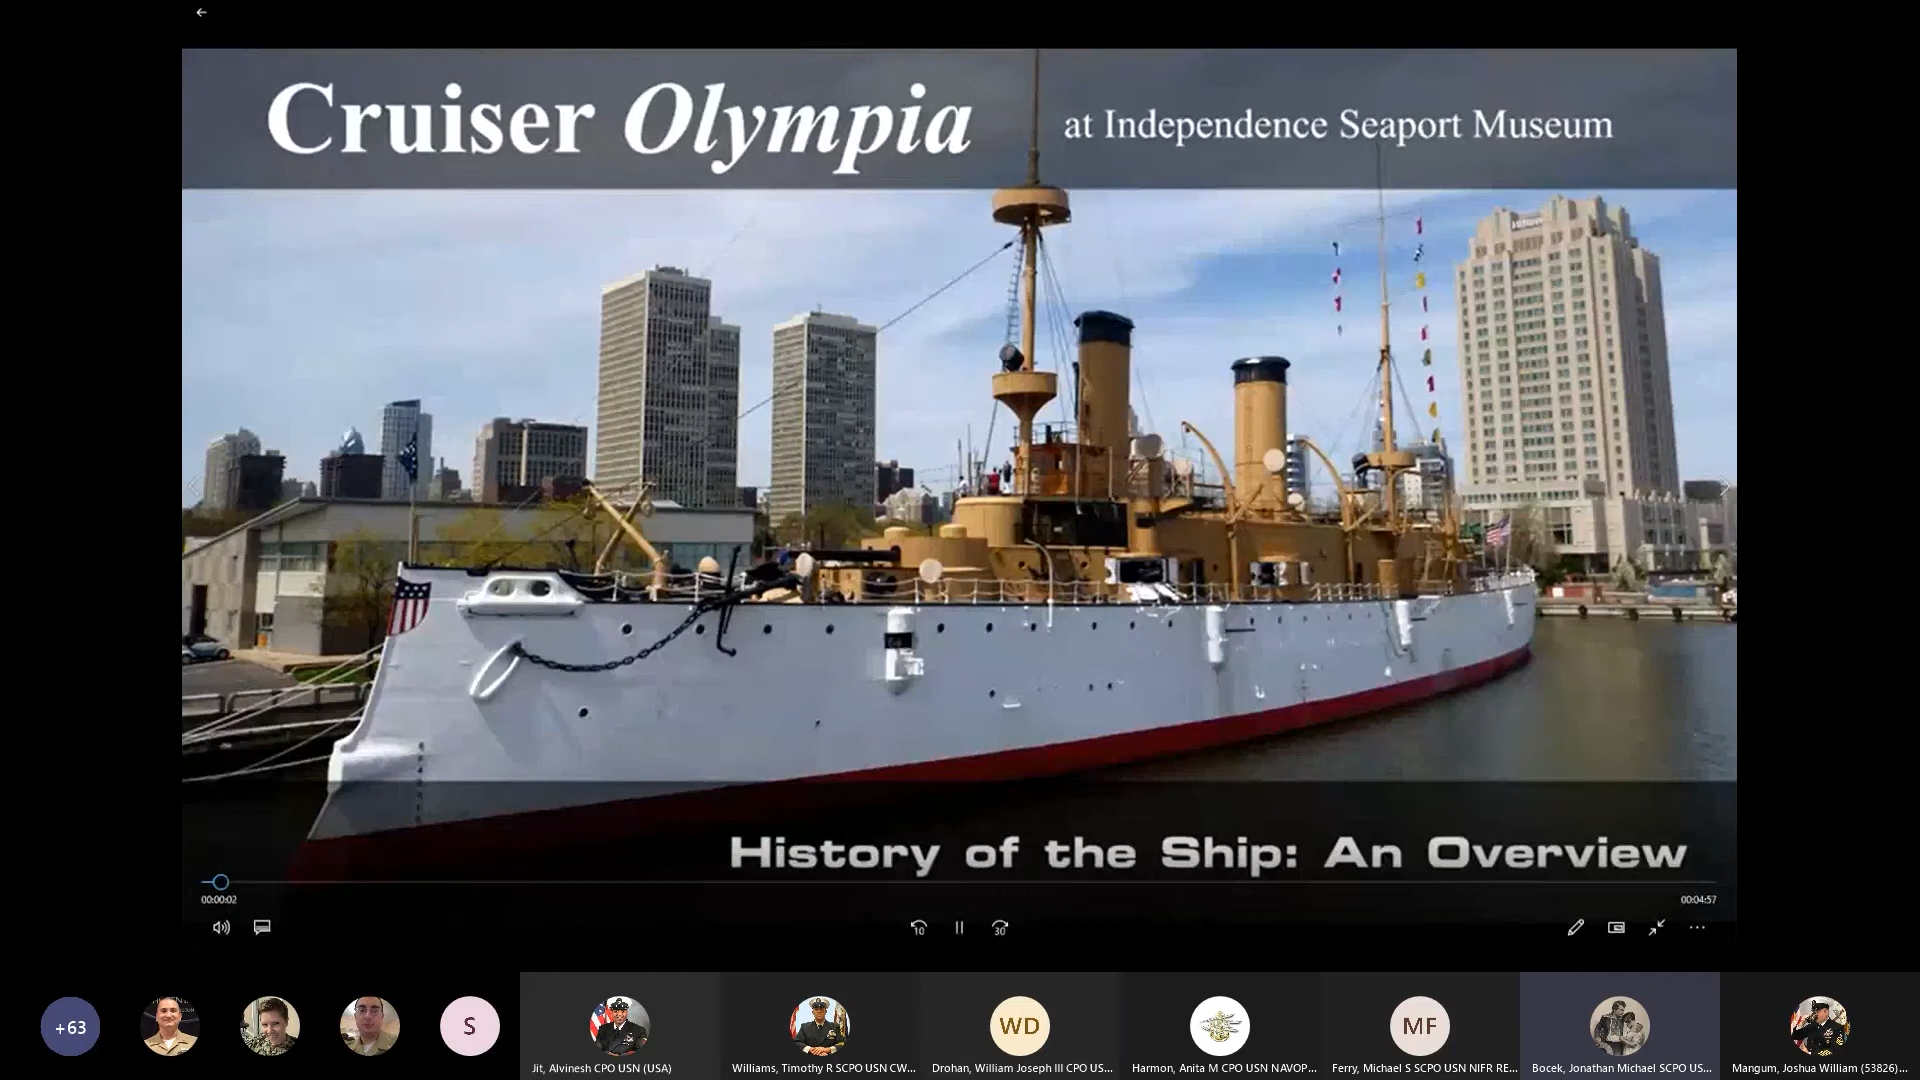 Cruiser Olympia
at Independence Seaport Museum
Hilton
History of the Ship: An Overview
00:00:02
00:04:57
10
30
+63
S
WD
MF
Jit, Alvinesh CPO USN (USA)
Williams, Timothy R SCPO USN CW...
Drohan, William Joseph III CPO US...
Harmon, Anita M CPO USN NAVOP...
Ferry, Michael S SCPO USN NIFR RE...
Bocek, Jonathan Michael SCPO US...
Mangum, Joshua William (53826)...